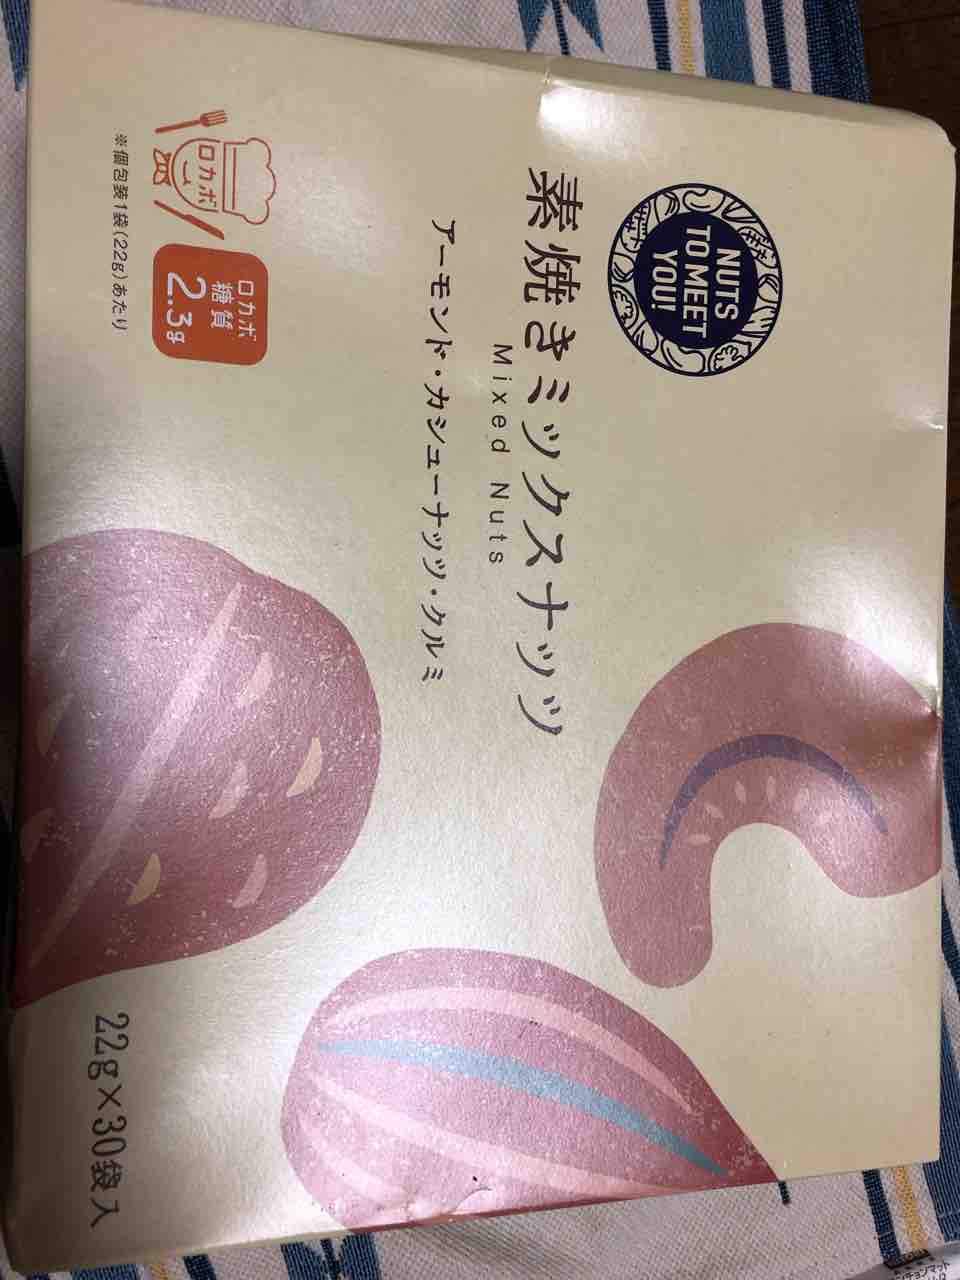 NUTS
TO MEET
YOU!
素焼きミックスナッツ
Mixed Nuts
アーモンド・カシューナッツ・クルミ
ロカボ
ロカボ
糖質
2.3g
※個包装1袋(22g)あたり
22g×30袋入